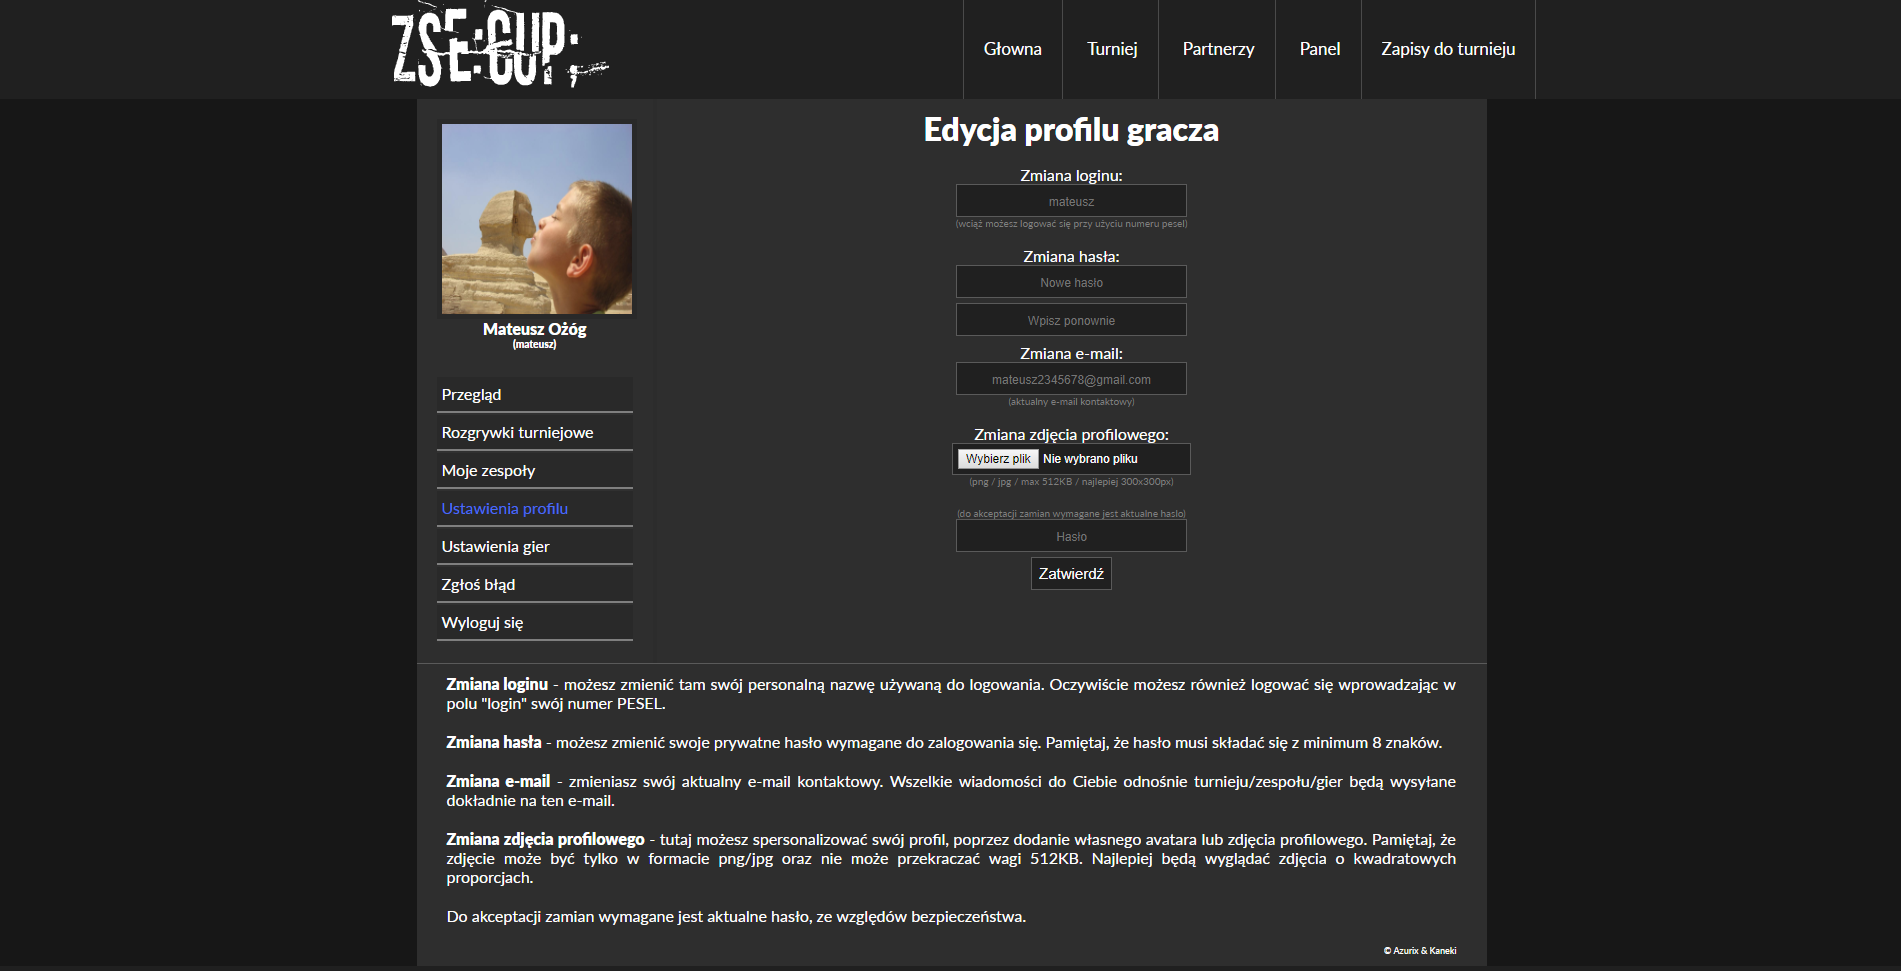 ZSE:CUP;
Głowna
Turniej
Partnerzy
Panel
Zapisy do turnieju
Mateusz Ożóg
(mateusz)
Przegląd
Rozgrywki turniejowe
Moje zespoły
Ustawienia profilu
Ustawienia gier
Zgłoś błąd
Wyloguj się
Edycja profilu gracza
Zmiana loginu:
mateusz
(wciąż możesz logować się przy użyciu numeru pesel)
Zmiana hasła:
Nowe hasło
Wpisz ponownie
Zmiana e-mail:
mateusz2345678@gmail.com
(aktualny e-mail kontaktowy)
Zmiana zdjęcia profilowego:
Wybierz plik Nie wybrano pliku
(png / jpg / max 512KB / najlepiej 300x300px)
(do akceptacji zamian wymagane jest aktualne haslo)
Hasło
Zatwierdź
Zmiana loginu - możesz zmienić tam swój personalną nazwę używaną do logowania. Oczywiście możesz również logować się wprowadzając w
polu "login" swój numer PESEL.
Zmiana hasła - możesz zmienić swoje prywatne hasło wymagane do zalogowania się. Pamiętaj, że hasło musi składać się z minimum 8 znaków.
Zmiana e-mail - zmieniasz swój aktualny e-mail kontaktowy. Wszelkie wiadomości do Ciebie odnośnie turnieju/zespołu/gier będą wysyłane
dokładnie na ten e-mail.
Zmiana zdjęcia profilowego - tutaj możesz spersonalizować swój profil, poprzez dodanie własnego avatara lub zdjęcia profilowego. Pamiętaj, że
zdjęcie może być tylko w formacie png/jpg oraz nie może przekraczać wagi 512KB. Najlepiej będą wyglądać zdjęcia o kwadratowych
proporcjach.
Do akceptacji zamian wymagane jest aktualne hasło, ze względów bezpieczeństwa.
© Azurix & Kaneki